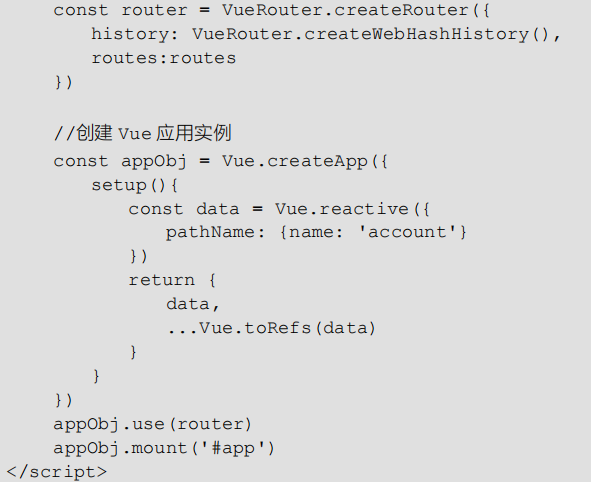 const router = VueRouter.createRouter({
history: VueRouter.createWebHashHistory(),
routes:routes
})
//创建 Vue 应用实例
const appObj = Vue.createApp({
setup(){
const data = Vue.reactive({
pathName: {name: 'account'}
})
return {
data,
...Vue.toRefs(data)
}
}
})
appObj.use(router)
appObj.mount('#app')
</script>